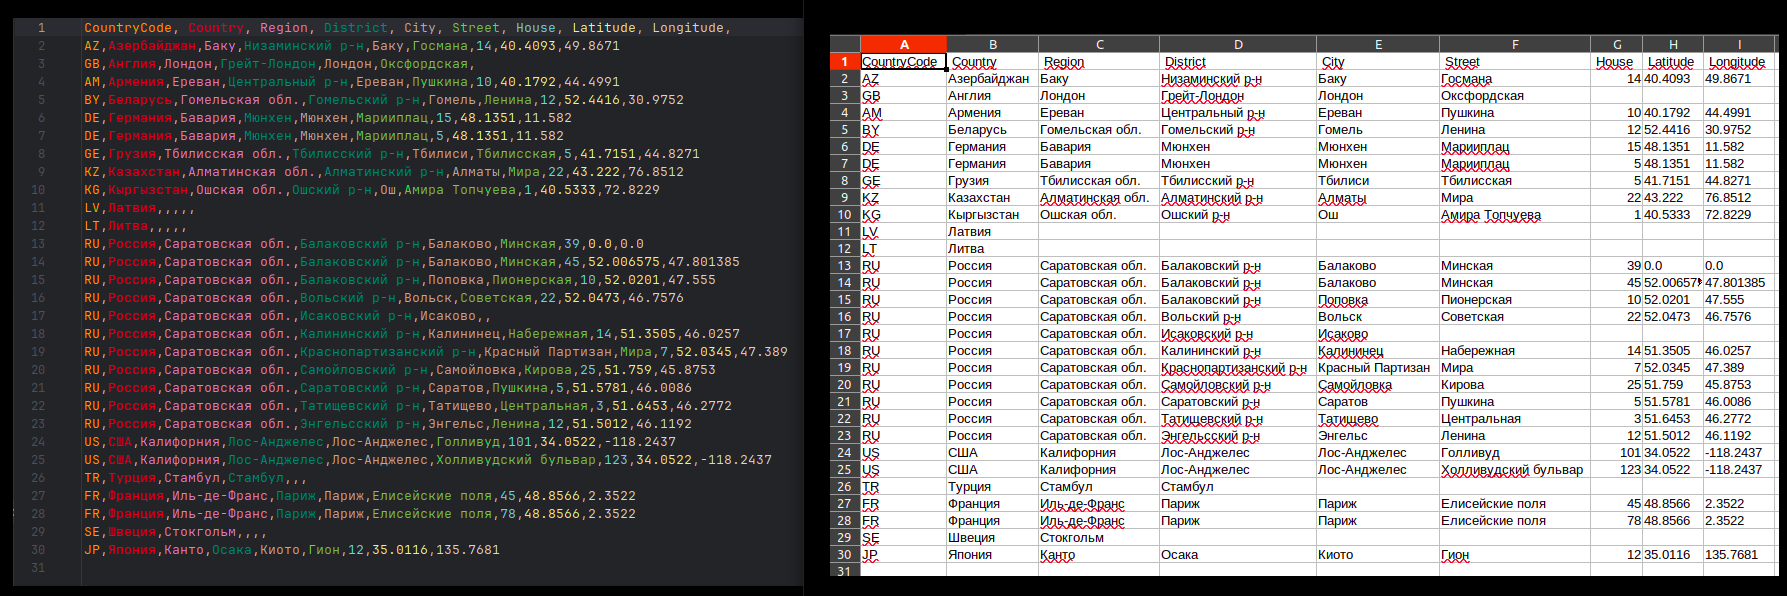 1 CountryCode, Country, Region, District, City, Street, House, Latitude, Longitude,
2 AZ,Азербайджан,Баку,Низаминский р-н,Баку,Госмана,14,40.4093,49.8671
3 GB,Англия,Лондон,Грейт-Лондон,Лондон,Оксфордская,
4 AM,Армения,Ереван,Центральный р-н,Ереван,Пушкина,10,40.1792,44.4991
5 BY,Беларусь,Гомельская обл.,Гомельский р-н,Гомель,Ленина,12,52.4416,30.9752
6 DE,Германия,Бавария,Мюнхен,Мюнхен,Марииплац,15,48.1351,11.582
7 DE,Германия,Бавария,Мюнхен,Мюнхен,Марииплац,5,48.1351,11.582
8 GE,Грузия,Тбилисская обл.,Тбилисский р-н,Тбилиси,Тбилисская,5,41.7151,44.8271
9 KZ,Казахстан,Алматинская обл.,Алматинский р-н,Алматы,Мира,22,43.222,76.8512
10 KG,Кыргызстан,Ошская обл.,Ошский р-н,Ош,Амира Топчуева,1,40.5333,72.8229
11 LV,Латвия,,,,,
12 LT,Литва,,,,,
13 RU,Россия,Саратовская обл.,Балаковский р-н,Балаково,Минская,39,0.0,0.0
14 RU,Россия,Саратовская обл.,Балаковский р-н,Балаково,Минская,45,52.006575,47.801385
15 RU,Россия,Саратовская обл.,Балаковский р-н,Поповка,Пионерская,10,52.0201,47.555
16 RU,Россия,Саратовская обл.,Вольский р-н,Вольск,Советская,22,52.0473,46.7576
17 RU,Россия,Саратовская обл.,Исаковский р-н,Исаково,,
18 RU,Россия,Саратовская обл.,Калининский р-н,Калининец,Набережная,14,51.3505,46.0257
19 RU,Россия,Саратовская обл.,Краснопартизанский р-н,Красный Партизан,Мира,7,52.0345,47.389
20 RU,Россия,Саратовская обл.,Самойловский р-н,Самойловка,Кирова,25,51.759,45.8753
21 RU,Россия,Саратовская обл.,Саратовский р-н,Саратов,Пушкина,5,51.5781,46.0086
22 RU,Россия,Саратовская обл.,Татищевский р-н,Татищево,Центральная,3,51.6453,46.2772
23 RU,Россия,Саратовская обл.,Энгельсский р-н,Энгельс,Ленина,12,51.5012,46.1192
24 US,США,Калифорния,Лос-Анджелес,Лос-Анджелес,Голливуд,101,34.0522,-118.2437
25 US,США,Калифорния,Лос-Анджелес,Лос-Анджелес,Холливудский бульвар,123,34.0522,-118.2437
26 TR,Турция,Стамбул,Стамбул,,,
27 FR,Франция,Иль-де-Франс,Париж,Париж,Елисейские поля,45,48.8566,2.3522
28 FR,Франция,Иль-де-Франс,Париж,Париж,Елисейские поля,78,48.8566,2.3522
29 SE,Швеция,Стокгольм,,,,
30 JP,Япония,Канто,Осака,Киото,Гион,12,35.0116,135.7681
31
A B C D E F G H I
1 CountryCode Country Region District City Street House Latitude Longitude
2 AZ Азербайджан Баку Низаминский р-н Баку Госмана 14 40.4093 49.8671
3 GB Англия Лондон Грейт-Лондон Лондон Оксфордская
4 AM Армения Ереван Центральный р-н Ереван Пушкина 10 40.1792 44.4991
5 BY Беларусь Гомельская обл. Гомельский р-н Гомель Ленина 12 52.4416 30.9752
6 DE Германия Бавария Мюнхен Мюнхен Марииплац 15 48.1351 11.582
7 DE Германия Бавария Мюнхен Мюнхен Марииплац 5 48.1351 11.582
8 GE Грузия Тбилисская обл. Тбилисский р-н Тбилиси Тбилисская 5 41.7151 44.8271
9 KZ Казахстан Алматинская обл. Алматинский р-н Алматы Мира 22 43.222 76.8512
10 KG Кыргызстан Ошская обл. Ошский р-н Ош Амира Топчуева 1 40.5333 72.8229
11 LV Латвия
12 LT Литва
13 RU Россия Саратовская обл. Балаковский р-н Балаково Минская 39 0.0 0.0
14 RU Россия Саратовская обл. Балаковский р-н Балаково Минская 45 52.00657 47.801385
15 RU Россия Саратовская обл. Балаковский р-н Поповка Пионерская 10 52.0201 47.555
16 RU Россия Саратовская обл. Вольский р-н Вольск Советская 22 52.0473 46.7576
17 RU Россия Саратовская обл. Исаковский р-н Исаково
18 RU Россия Саратовская обл. Калининский р-н Калининец Набережная 14 51.3505 46.0257
19 RU Россия Саратовская обл. Краснопартизанский р-н Красный Партизан Мира 7 52.0345 47.389
20 RU Россия Саратовская обл. Самойловский р-н Самойловка Кирова 25 51.759 45.8753
21 RU Россия Саратовская обл. Саратовский р-н Саратов Пушкина 5 51.5781 46.0086
22 RU Россия Саратовская обл. Татищевский р-н Татищево Центральная 3 51.6453 46.2772
23 RU Россия Саратовская обл. Энгельсский р-н Энгельс Ленина 12 51.5012 46.1192
24 US США Калифорния Лос-Анджелес Лос-Анджелес Голливуд 101 34.0522 -118.2437
25 US США Калифорния Лос-Анджелес Лос-Анджелес Холливудский бульвар 123 34.0522 -118.2437
26 TR Турция Стамбул Стамбул
27 FR Франция Иль-де-Франс Париж Париж Елисейские поля 45 48.8566 2.3522
28 FR Франция Иль-де-Франс Париж Париж Елисейские поля 78 48.8566 2.3522
29 SE Швеция Стокгольм
30 JP Япония Канто Осака Киото Гион 12 35.0116 135.7681
31